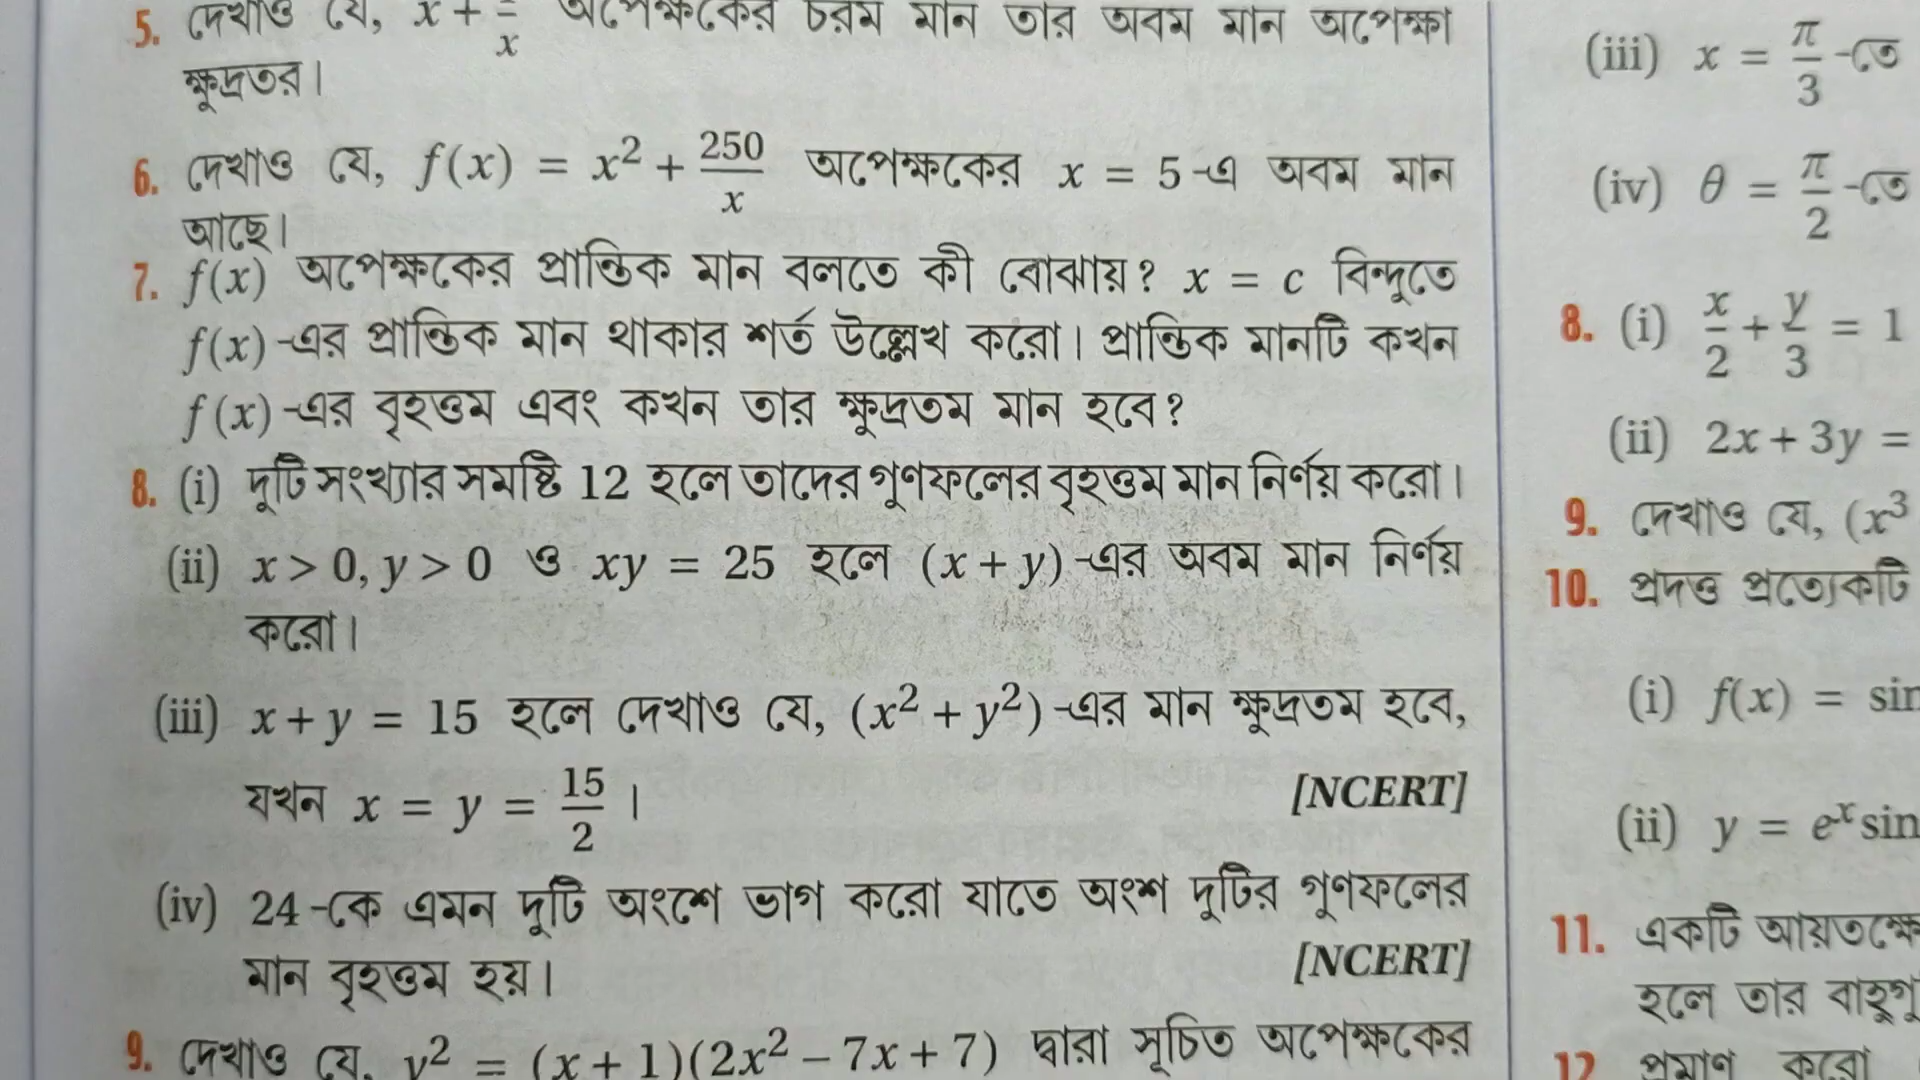 5. দেখাও যে, x + /x অপেক্ষকের চরম মান তার অবম মান অপেক্ষা
ক্ষুদ্রতর।
6. দেখাও যে, f(x) = x² + 250/x অপেক্ষকের x = 5-এ অবম মান
আছে।
7. f(x) অপেক্ষকের প্রান্তিক মান বলতে কী বোঝায়? x = c বিন্দুতে
f(x)-এর প্রান্তিক মান থাকার শর্ত উল্লেখ করো। প্রান্তিক মানটি কখন
f(x)-এর বৃহত্তম এবং কখন তার ক্ষুদ্রতম মান হবে?
8. (i) দুটি সংখ্যার সমষ্টি 12 হলে তাদের গুণফলের বৃহত্তম মান নির্ণয় করো।
(ii) x > 0, y > 0 ও xy = 25 হলে (x + y)-এর অবম মান নির্ণয়
করো।
(iii) x + y = 15 হলে দেখাও যে, (x² + y²)-এর মান ক্ষুদ্রতম হবে,
যখন x = y = 15/2। [NCERT]
(iv) 24-কে এমন দুটি অংশে ভাগ করো যাতে অংশ দুটির গুণফলের
মান বৃহত্তম হয়। [NCERT]
9. দেখাও যে, y² = (x + 1)(2x² – 7x + 7) দ্বারা সূচিত অপেক্ষকের
(iii) x = π/3-তে
(iv) θ = π/2-তে
8. (i) x/2 + y/3 = 1
(ii) 2x + 3y =
9. দেখাও যে, (x³
10. প্রদত্ত প্রত্যেকটি
(i) f(x) = sin
(ii) y = eˣ sin
11. একটি আয়তক্ষে
হলে তার বাহুগু
12 প্রমাণ করো